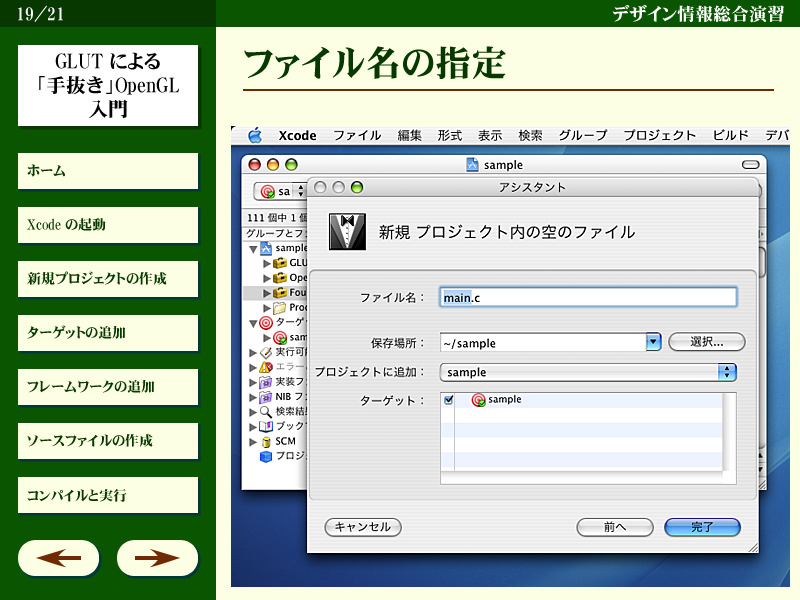 19/21
デザイン情報総合演習
GLUT による
「手抜き」OpenGL
入門
ホーム
Xcode の起動
新規プロジェクトの作成
ターゲットの追加
フレームワークの追加
ソースファイルの作成
コンパイルと実行
ファイル名の指定
Xcode ファイル 編集 形式 表示 検索 グループ プロジェクト ビルド デバ
sample
sa
アシスタント
111 個中 1 個
グループとフ
sample
GLU
Ope
Fou
Proc
ターゲ
sam
実行可
エラー
実装フ
NIB フ
検索結
ブック
SCM
プロジ
新規 プロジェクト内の空のファイル
ファイル名：
main.c
保存場所：
~/sample
選択...
プロジェクトに追加：
sample
ターゲット：
sample
キャンセル
前へ
完了